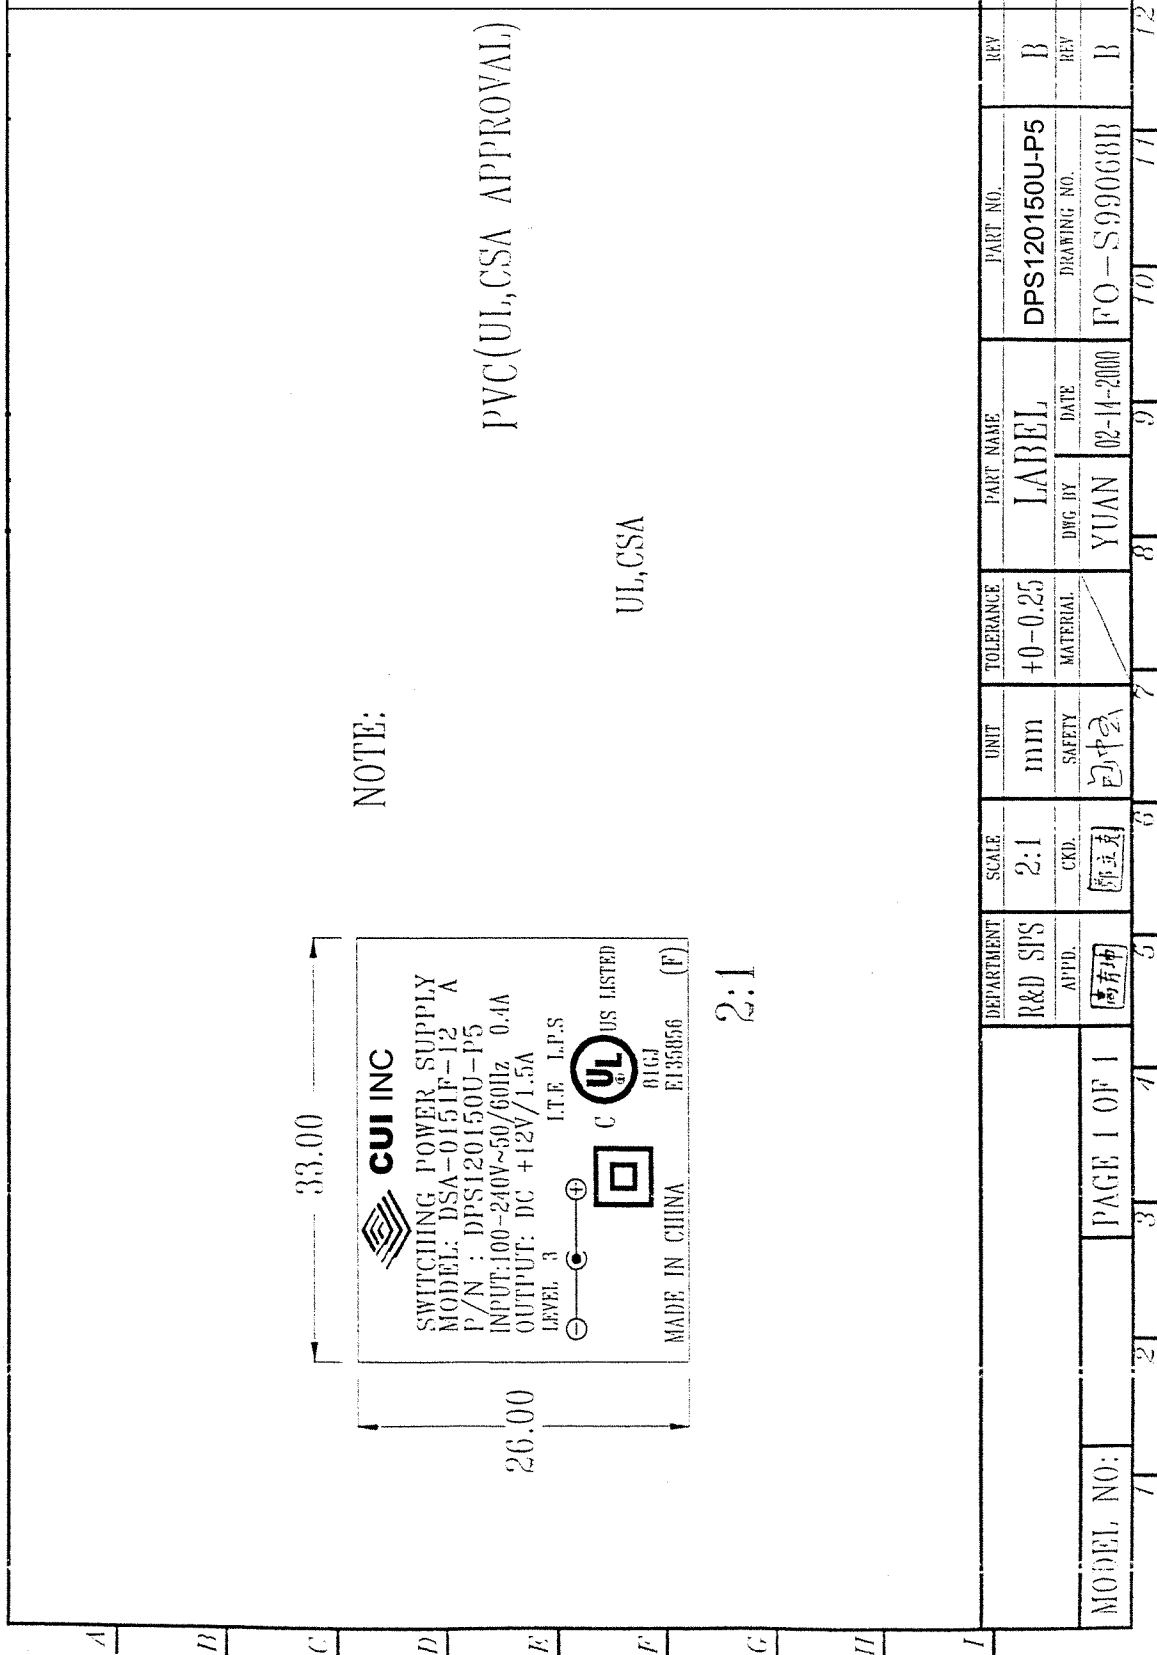 33.00
26.00
CUI INC
SWITCHING POWER SUPPLY
MODEL: DSA-0151F-12 A
P/N : DPS120150U-P5
INPUT:100-240V~50/60Hz 0.4A
OUTPUT: DC +12V/1.5A
LEVEL 3
I.T.E L.P.S
C UL US LISTED
81GJ
E135856
MADE IN CHINA
(F)
2:1
NOTE:
PVC(UL,CSA APPROVAL)
UL,CSA
A
B
C
D
E
F
G
H
I
DEPARTMENT SCALE UNIT TOLERANCE PART NAME PART NO. REV
R&D SPS 2:1 mm +0-0.25 LABEL DPS120150U-P5 B
APPD. CKD. SAFETY MATERIAL DWG BY DATE DRAWING NO. REV
YUAN 02-14-2000 FO-S99068B B
MODEL NO: PAGE 1 OF 1
1 2 3 4 5 6 7 8 9 10 11 12